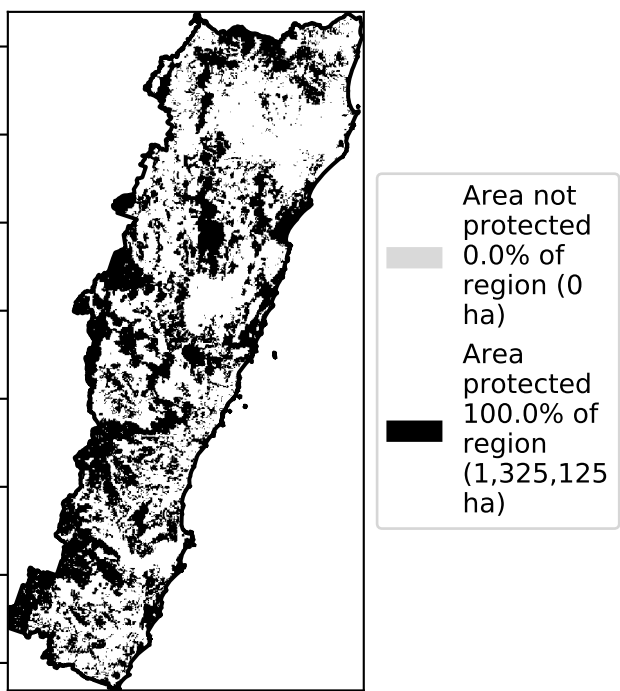 Area not
protected
0.0% of
region (0
ha)
Area
protected
100.0% of
region
(1,325,125
ha)